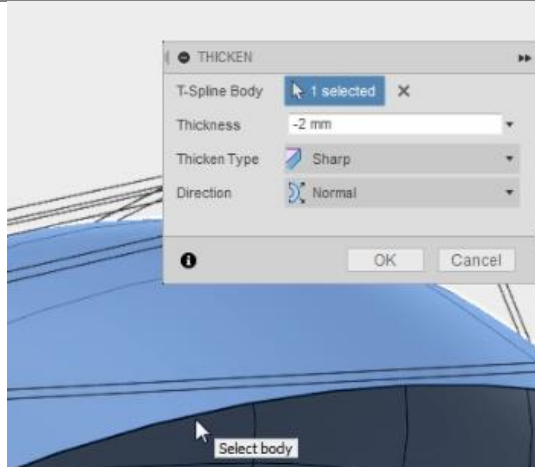 THICKEN
T-Spline Body 1 selected
Thickness -2 mm
Thicken Type Sharp
Direction Normal
OK Cancel
Select body